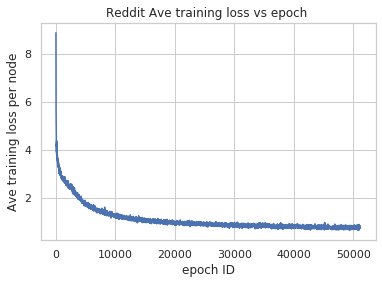 Reddit Ave training loss vs epoch
Ave training loss per node
8
6
4
2
0 10000 20000 30000 40000 50000
epoch ID